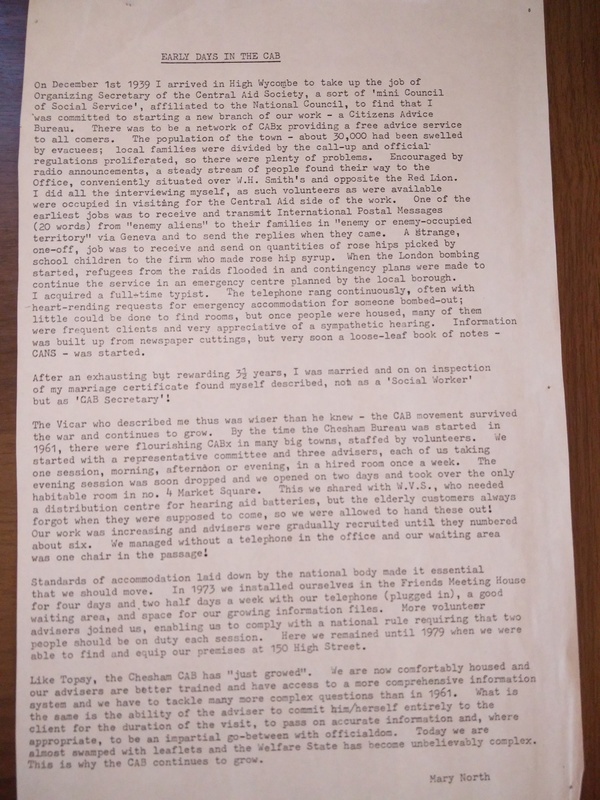 EARLY DAYS IN THE CAB
On December 1st 1939 I arrived in High Wycombe to take up the job of
Organizing Secretary of the Central Aid Society, a sort of 'mini Council
of Social Service', affiliated to the National Council, to find that I
was committed to starting a new branch of our work - a Citizens Advice
Bureau. There was to be a network of CABx providing a free advice service
to all comers. The population of the town - about 30,000 had been swelled
by evacuees; local families were divided by the call-up and official
regulations proliferated, so there were plenty of problems. Encouraged by
radio announcements, a steady stream of people found their way to the
Office, conveniently situated over W.H. Smith's and opposite the Red Lion.
I did all the interviewing myself, as such volunteers as were available
were occupied in visiting for the Central Aid side of the work. One of the
earliest jobs was to receive and transmit International Postal Messages
(20 words) from "enemy aliens" to their families in "enemy or enemy-occupied
territory" via Geneva and to send the replies when they came. A strange,
one-off, job was to receive and send on quantities of rose hips picked by
school children to the firm who made rose hip syrup. When the London bombing
started, refugees from the raids flooded in and contingency plans were made to
continue the service in an emergency centre planned by the local borough.
I acquired a full-time typist. The telephone rang continuously, often with
heart-rending requests for emergency accommodation for someone bombed-out;
little could be done to find rooms, but once people were housed, many of them
were frequent clients and very appreciative of a sympathetic hearing. Information
was built up from newspaper cuttings, but very soon a loose-leaf book of notes -
CANS - was started.
After an exhausting but rewarding 3½ years, I was married and on on inspection
of my marriage certificate found myself described, not as a 'Social Worker'
but as 'CAB Secretary'!
The Vicar who described me thus was wiser than he knew - the CAB movement survived
the war and continues to grow. By the time the Chesham Bureau was started in
1961, there were flourishing CABx in many big towns, staffed by volunteers. We
started with a representative committee and three advisers, each of us taking
one session, morning, afternoon or evening, in a hired room once a week. The
evening session was soon dropped and we opened on two days and took over the only
habitable room in no. 4 Market Square. This we shared with W.V.S., who needed
a distribution centre for hearing aid batteries, but the elderly customers always
forgot when they were supposed to come, so we were allowed to hand these out!
Our work was increasing and advisers were gradually recruited until they numbered
about six. We managed without a telephone in the office and our waiting area
was one chair in the passage!
Standards of accommodation laid down by the national body made it essential
that we should move. In 1973 we installed ourselves in the Friends Meeting House
for four days and two half days a week with our telephone (plugged in), a good
waiting area, and space for our growing information files. More volunteer
advisers joined us, enabling us to comply with a national rule requiring that two
people should be on duty each session. Here we remained until 1979 when we were
able to find and equip our premises at 150 High Street.
Like Topsy, the Chesham CAB has "just growed". We are now comfortably housed and
our advisers are better trained and have access to a more comprehensive information
system and we have to tackle many more complex questions than in 1961. What is
the same is the ability of the adviser to commit him/herself entirely to the
client for the duration of the visit, to pass on accurate information and, where
appropriate, to be an impartial go-between with officialdom. Today we are
almost swamped with leaflets and the Welfare State has become unbelievably complex.
This is why the CAB continues to grow.
Mary North